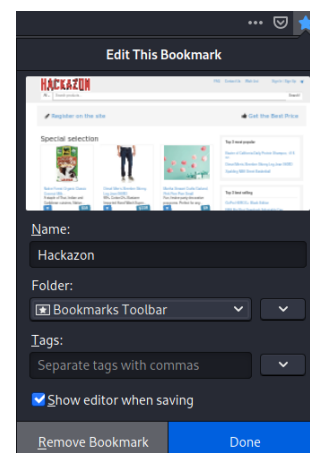 Edit This Bookmark
HACKAZON
Search
Register on the site
Get the Best Price
Special selection
Name:
Hackazon
Folder:
Bookmarks Toolbar
Tags:
Separate tags with commas
Show editor when saving
Remove Bookmark
Done